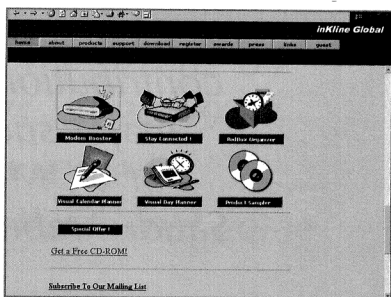 inKline Global
home about products support download register awards press links guest
Modem Booster Stay Connected ! RedBox Organizer
Visual Calendar Planner Visual Day Planner Product Sampler
Special Offer !
Get a Free CD-ROM!
Subscribe To Our Mailing List